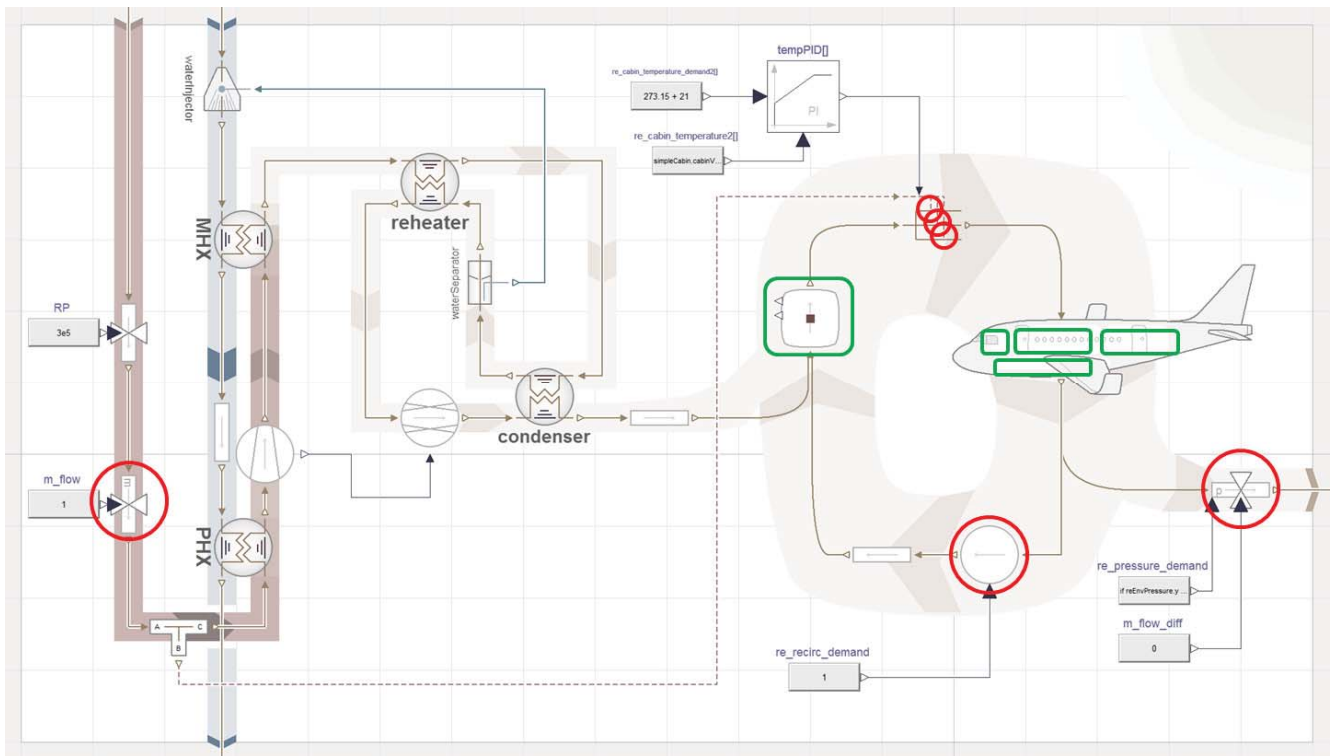 tempPID[]
re_cabin_temperature_demand2[]
273.15 + 21
PI
re_cabin_temperature2[]
simpleCabin.cabinV...
waterInjector
MHX
reheater
waterSeparator
RP
3e5
condenser
m_flow
1
m
PHX
A
C
B
p
re_pressure_demand
if reEnvPressure.y ...
m_flow_diff
0
re_recirc_demand
1